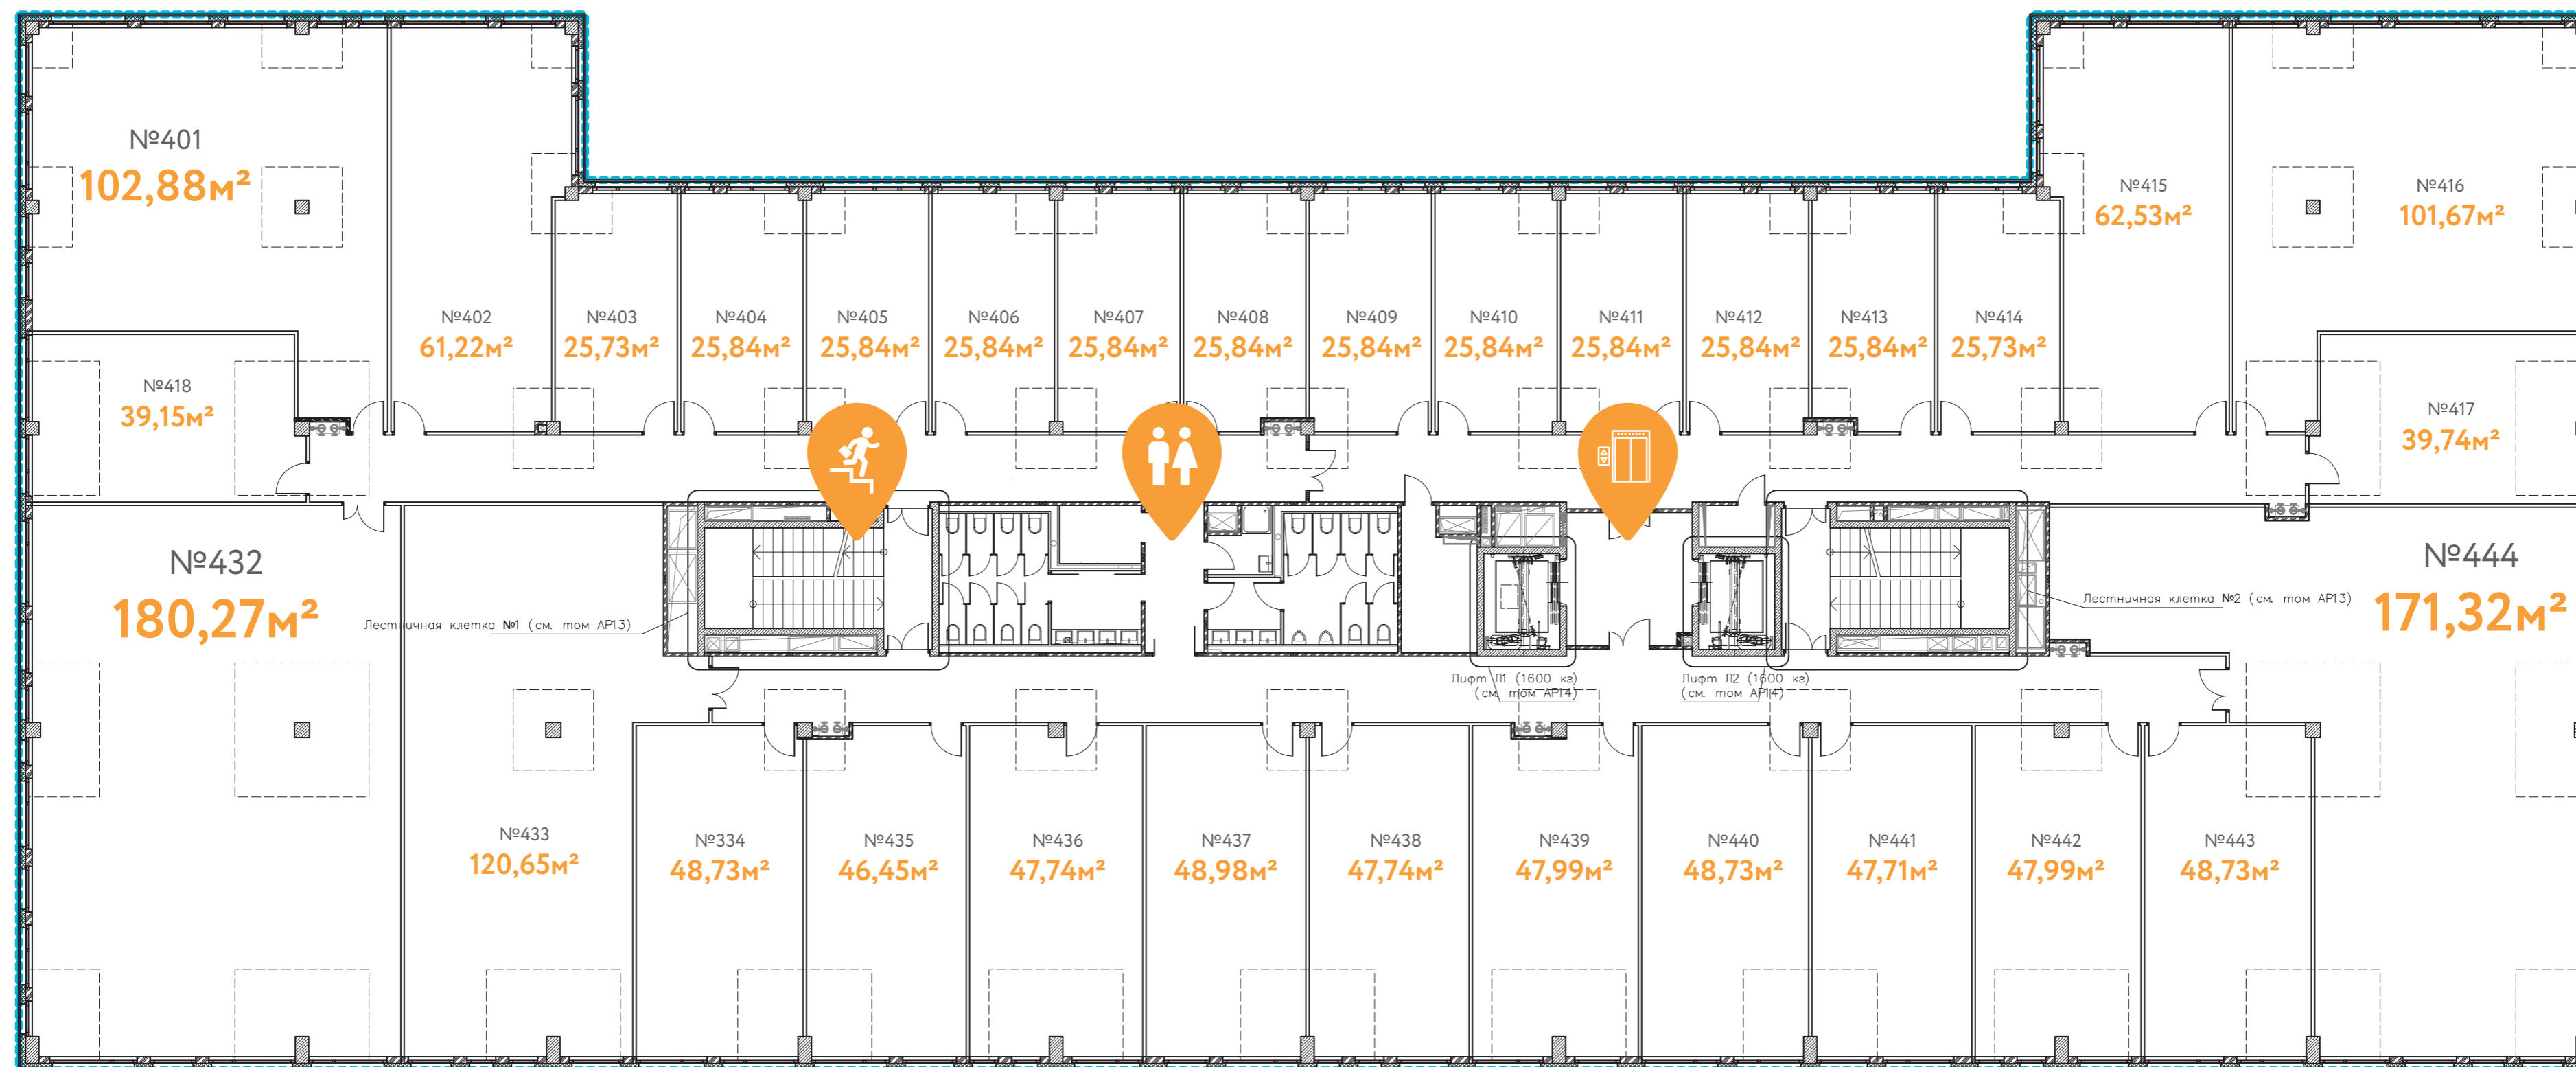 №401
102,88м²
№402
61,22м²
№403
25,73м²
№404
25,84м²
№405
25,84м²
№406
25,84м²
№407
25,84м²
№408
25,84м²
№409
25,84м²
№410
25,84м²
№411
25,84м²
№412
25,84м²
№413
25,84м²
№414
25,73м²
№415
62,53м²
№416
101,67м²
№418
39,15м²
№417
39,74м²
№432
180,27м²
Лестничная клетка №1 (см. том АР13)
Лифт Л1 (1600 кг)
(см. том АР14)
Лифт Л2 (1600 кг)
(см. том АР14)
Лестничная клетка №2 (см. том АР13)
№444
171,32м²
№433
120,65м²
№334
48,73м²
№435
46,45м²
№436
47,74м²
№437
48,98м²
№438
47,74м²
№439
47,99м²
№440
48,73м²
№441
47,71м²
№442
47,99м²
№443
48,73м²